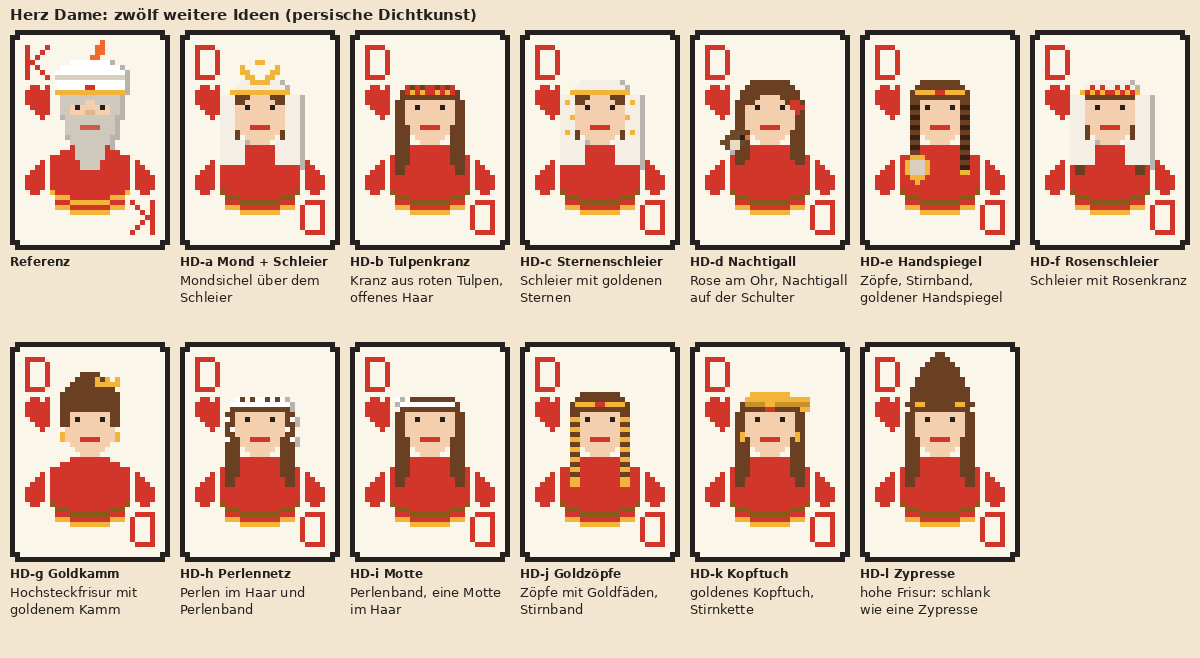 Herz Dame: zwölf weitere Ideen (persische Dichtkunst)
K
K
Referenz
D
D
HD-a Mond + Schleier
Mondsichel über dem
Schleier
D
D
HD-b Tulpenkranz
Kranz aus roten Tulpen,
offenes Haar
D
D
HD-c Sternenschleier
Schleier mit goldenen
Sternen
D
D
HD-d Nachtigall
Rose am Ohr, Nachtigall
auf der Schulter
D
D
HD-e Handspiegel
Zöpfe, Stirnband,
goldener Handspiegel
D
D
HD-f Rosenschleier
Schleier mit Rosenkranz
D
D
HD-g Goldkamm
Hochsteckfrisur mit
goldenem Kamm
D
D
HD-h Perlennetz
Perlen im Haar und
Perlenband
D
D
HD-i Motte
Perlenband, eine Motte
im Haar
D
D
HD-j Goldzöpfe
Zöpfe mit Goldfäden,
Stirnband
D
D
HD-k Kopftuch
goldenes Kopftuch,
Stirnkette
D
D
HD-l Zypresse
hohe Frisur: schlank
wie eine Zypresse